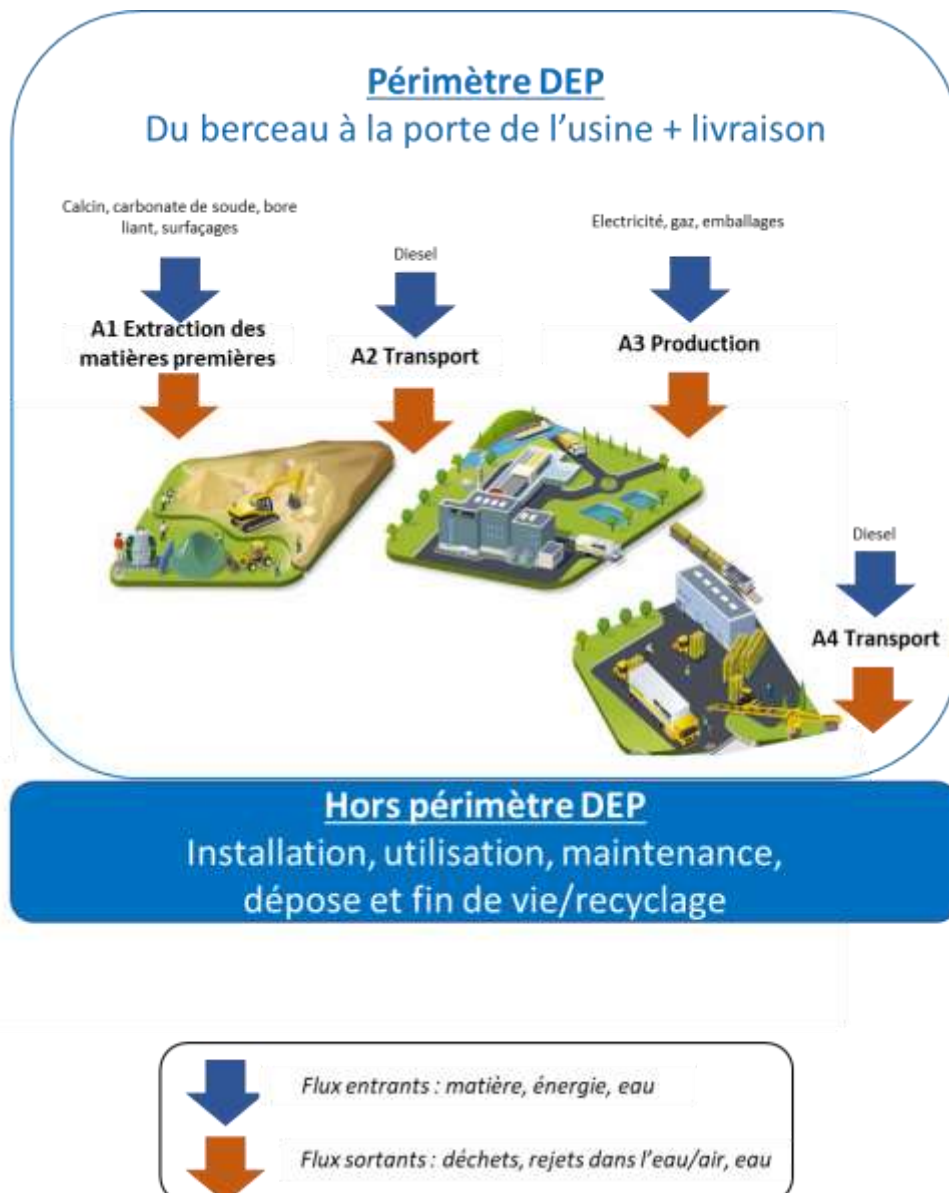 Périmètre DEP
Du berceau à la porte de l'usine + livraison
Calcin, carbonate de soude, bore
liant, surfaçages
Diesel
Electricité, gaz, emballages
A1 Extraction des
matières premières
A2 Transport
A3 Production
Diesel
A4 Transport
Hors périmètre DEP
Installation, utilisation, maintenance,
dépose et fin de vie/recyclage
Flux entrants : matière, énergie, eau
Flux sortants : déchets, rejets dans l'eau/air, eau